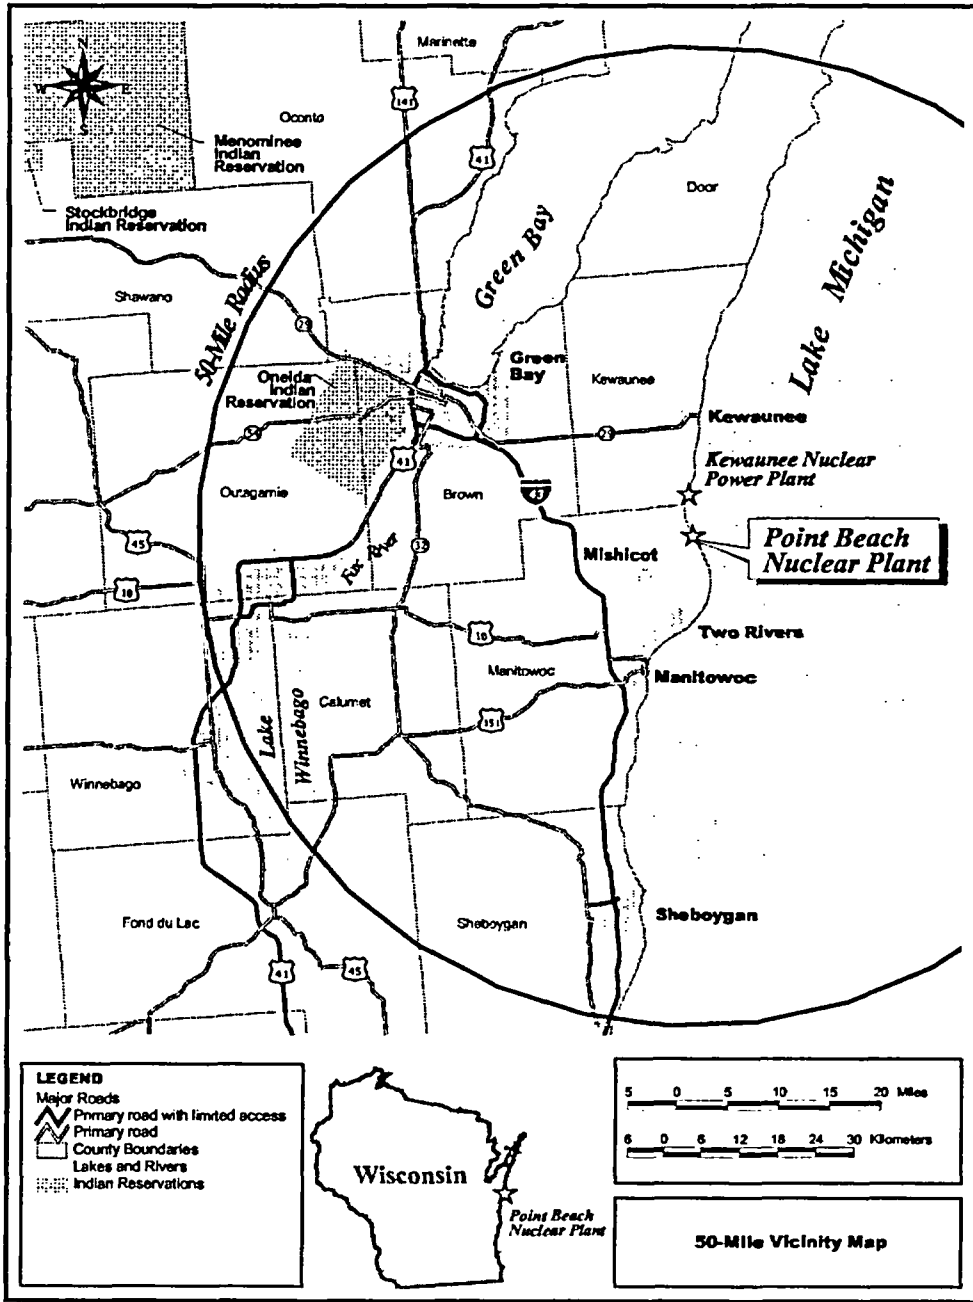 N
W
E
S
Marinette
141
Oconto
Menominee
Indian
Reservation
41
Stockbridge
Indian Reservation
Door
Green Bay
Lake Michigan
Shawano
50-Mile Radius
29
Oneida
Indian
Reservation
Green
Bay
Kewaunee
54
29
Kewaunee
41
Kewaunee Nuclear
Power Plant
Outagamie
Brown
43
Point Beach
Nuclear Plant
45
Fox River
32
Mishicot
10
10
Two Rivers
Manitowoc
Manitowoc
Calumet
151
Lake
Winnebago
Winnebago
Fond du Lac
Sheboygan
Sheboygan
41
45
LEGEND
Major Roads
Primary road with limited access
Primary road
County Boundaries
Lakes and Rivers
Indian Reservations
Wisconsin
Point Beach
Nuclear Plant
5 0 5 10 15 20 Miles
6 0 6 12 18 24 30 Kilometers
50-Mile Vicinity Map